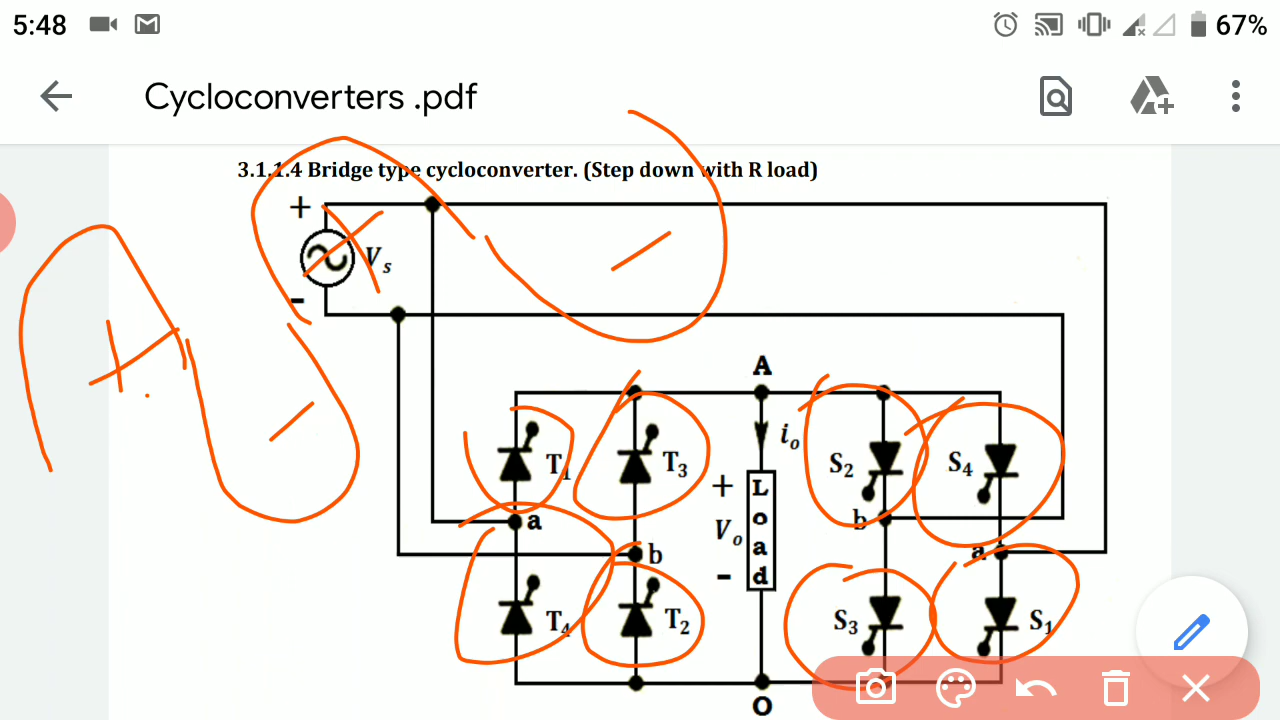 5:48 67%
Cycloconverters .pdf
3.1.1.4 Bridge type cycloconverter. (Step down with R load)
+
Vs
-
A
io
T1 T3 + Load S2 S4
Vo
a b
b a
-
T4 T2 S3 S1
O